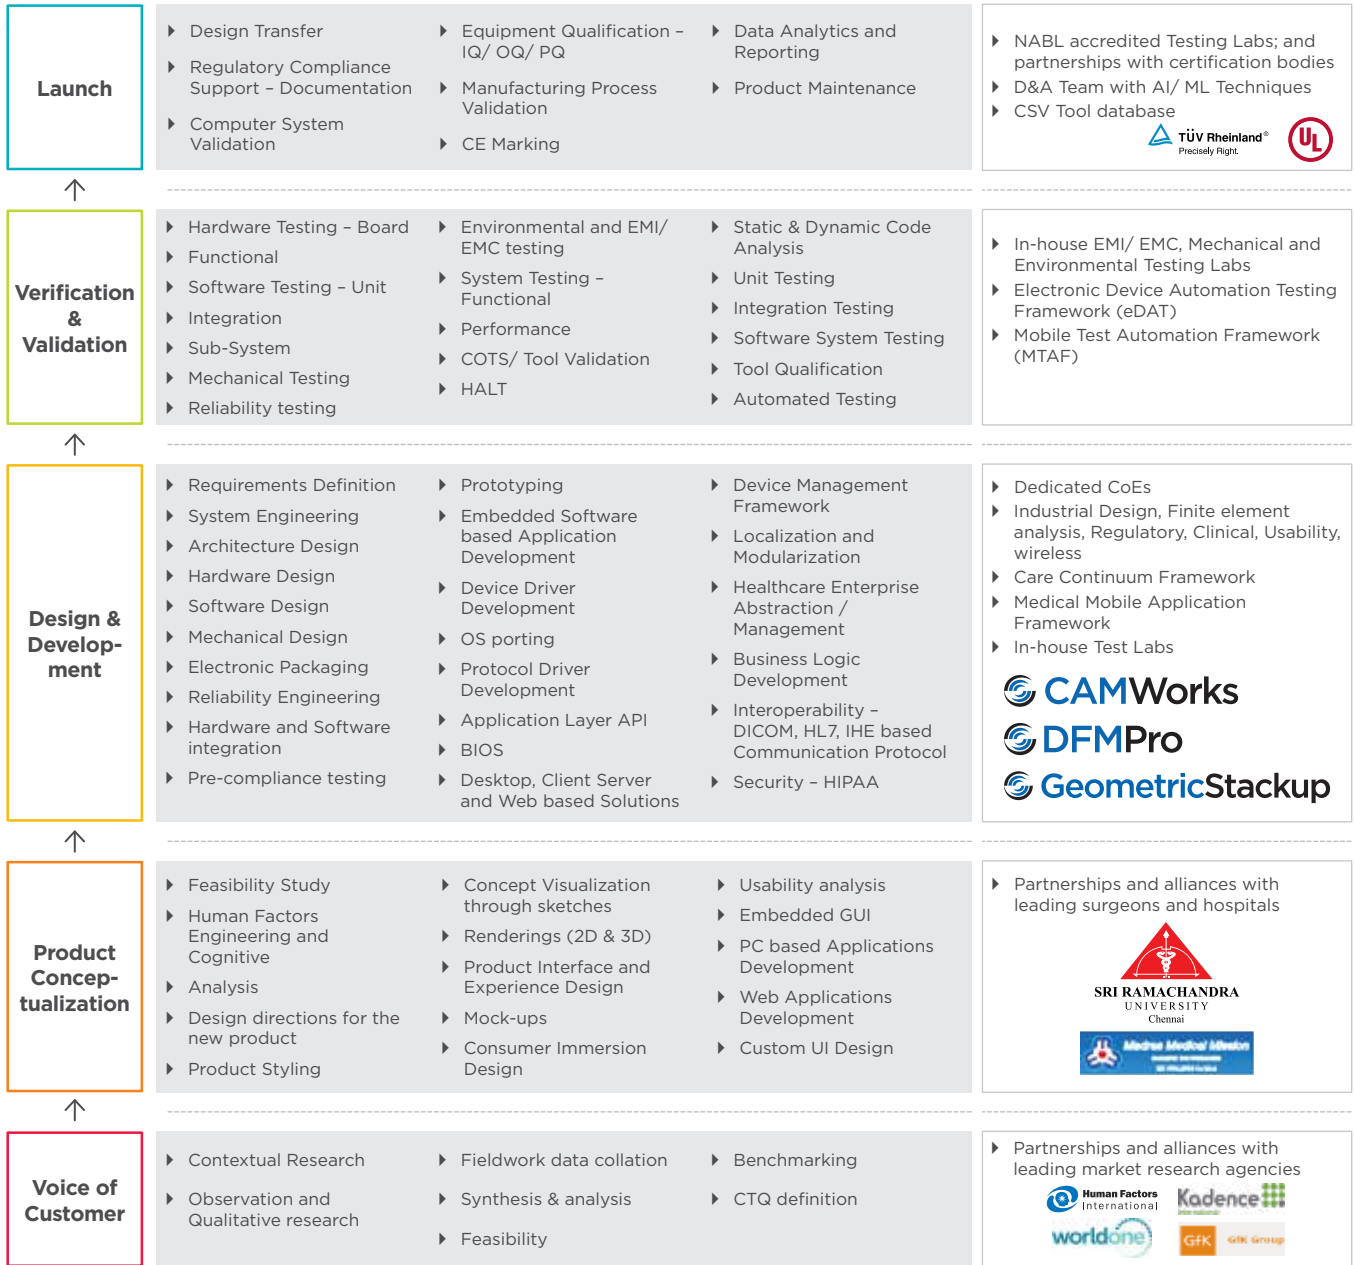 Launch
Design Transfer
Regulatory Compliance
Support – Documentation
Computer System
Validation
Equipment Qualification –
IQ/ OQ/ PQ
Manufacturing Process
Validation
CE Marking
Data Analytics and
Reporting
Product Maintenance
NABL accredited Testing Labs; and
partnerships with certification bodies
D&A Team with AI/ ML Techniques
CSV Tool database
TÜV Rheinland®
Precisely Right.
UL
Verification
&
Validation
Hardware Testing – Board
Functional
Software Testing – Unit
Integration
Sub-System
Mechanical Testing
Reliability testing
Environmental and EMI/
EMC testing
System Testing –
Functional
Performance
COTS/ Tool Validation
HALT
Static & Dynamic Code
Analysis
Unit Testing
Integration Testing
Software System Testing
Tool Qualification
Automated Testing
In-house EMI/ EMC, Mechanical and
Environmental Testing Labs
Electronic Device Automation Testing
Framework (eDAT)
Mobile Test Automation Framework
(MTAF)
Design &
Develop-
ment
Requirements Definition
System Engineering
Architecture Design
Hardware Design
Software Design
Mechanical Design
Electronic Packaging
Reliability Engineering
Hardware and Software
integration
Pre-compliance testing
Prototyping
Embedded Software
based Application
Development
Device Driver
Development
OS porting
Protocol Driver
Development
Application Layer API
BIOS
Desktop, Client Server
and Web based Solutions
Device Management
Framework
Localization and
Modularization
Healthcare Enterprise
Abstraction /
Management
Business Logic
Development
Interoperability –
DICOM, HL7, IHE based
Communication Protocol
Security – HIPAA
Dedicated CoEs
Industrial Design, Finite element
analysis, Regulatory, Clinical, Usability,
wireless
Care Continuum Framework
Medical Mobile Application
Framework
In-house Test Labs
CAMWorks
DFMPro
GeometricStackup
Product
Concep-
tualization
Feasibility Study
Human Factors
Engineering and
Cognitive
Analysis
Design directions for the
new product
Product Styling
Concept Visualization
through sketches
Renderings (2D & 3D)
Product Interface and
Experience Design
Mock-ups
Consumer Immersion
Design
Usability analysis
Embedded GUI
PC based Applications
Development
Web Applications
Development
Custom UI Design
Partnerships and alliances with
leading surgeons and hospitals
SRI RAMACHANDRA
UNIVERSITY
Chennai
Madras Medical Mission
Voice of
Customer
Contextual Research
Observation and
Qualitative research
Fieldwork data collation
Synthesis & analysis
Feasibility
Benchmarking
CTQ definition
Partnerships and alliances with
leading market research agencies
Human Factors
International
Kadence
worldone
GfK GfK Group